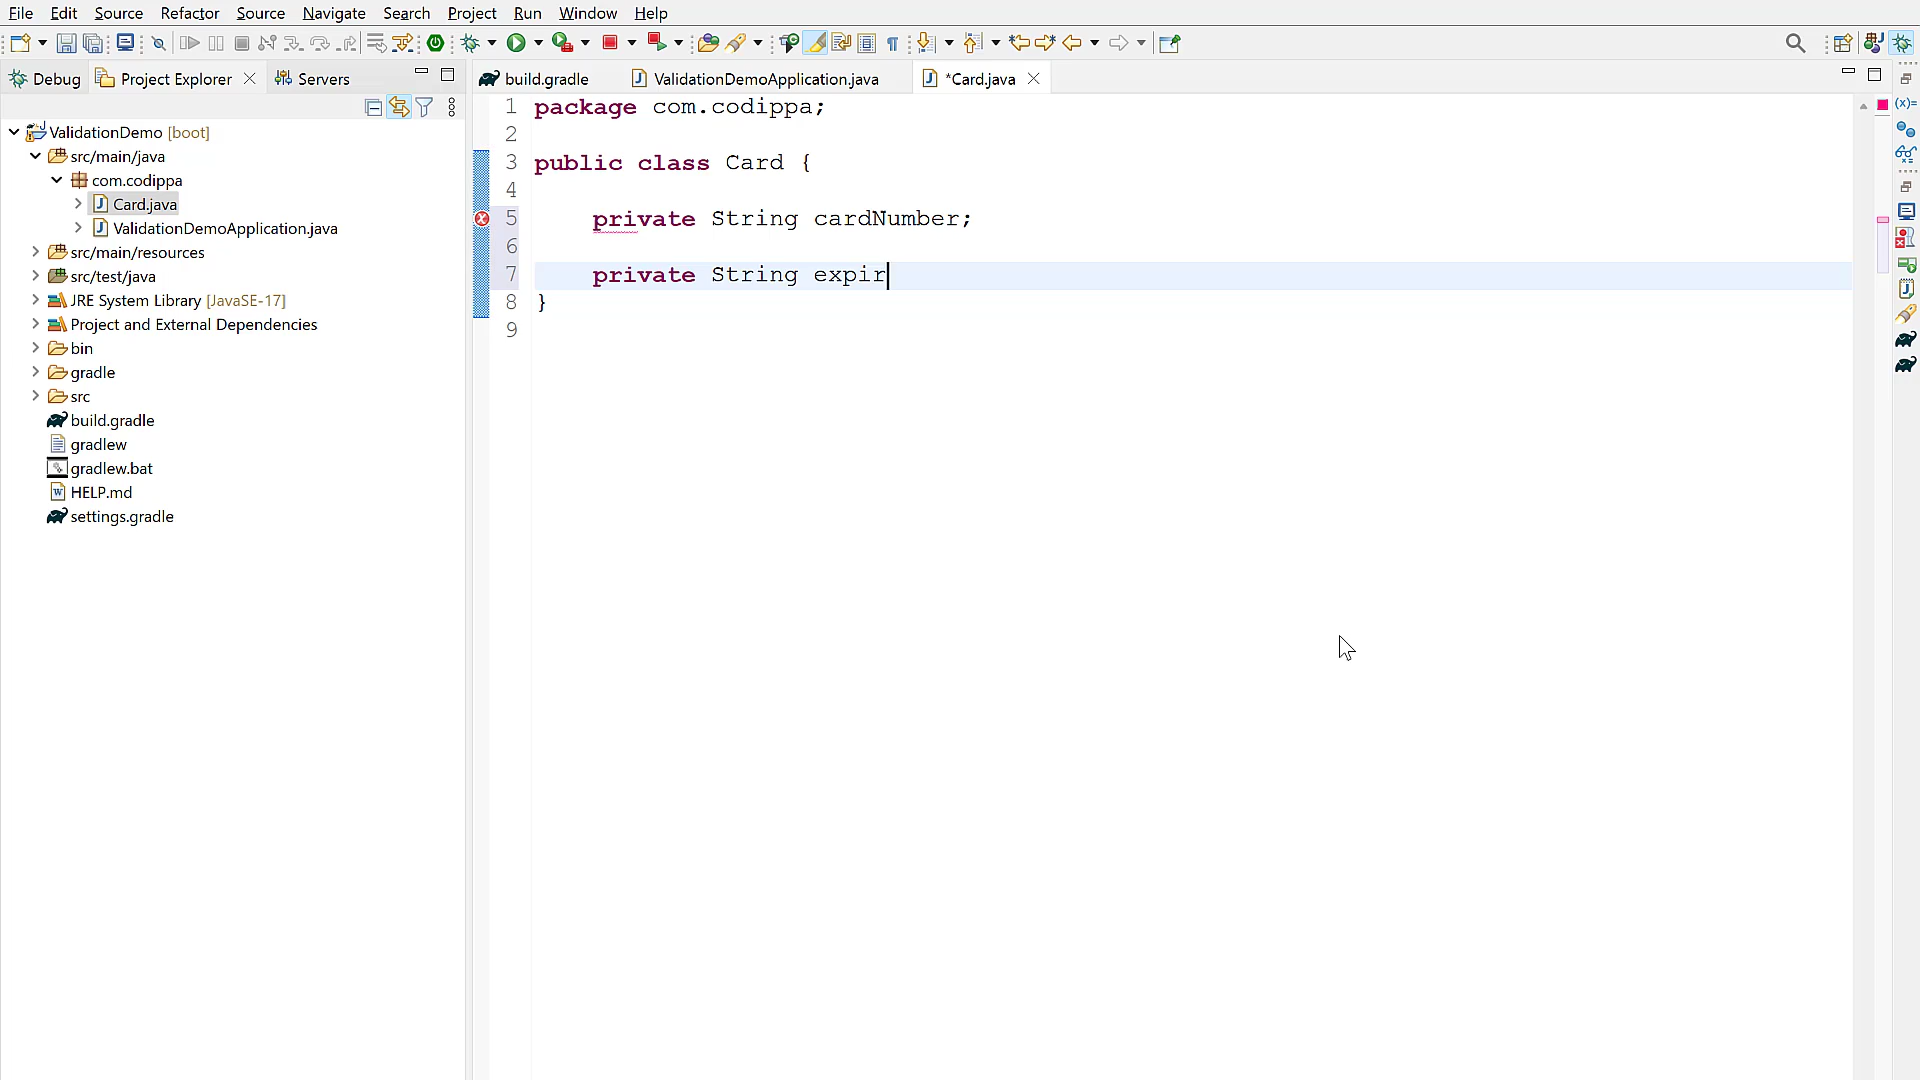 File Edit Source Refactor Source Navigate Search Project Run Window Help
Debug Project Explorer Servers build.gradle ValidationDemoApplication.java *Card.java
ValidationDemo [boot]
src/main/java
com.codippa
Card.java
ValidationDemoApplication.java
src/main/resources
src/test/java
JRE System Library [JavaSE-17]
Project and External Dependencies
bin
gradle
src
build.gradle
gradlew
gradlew.bat
HELP.md
settings.gradle
1 package com.codippa;
2
3 public class Card {
4
5 private String cardNumber;
6
7 private String expir
8 }
9